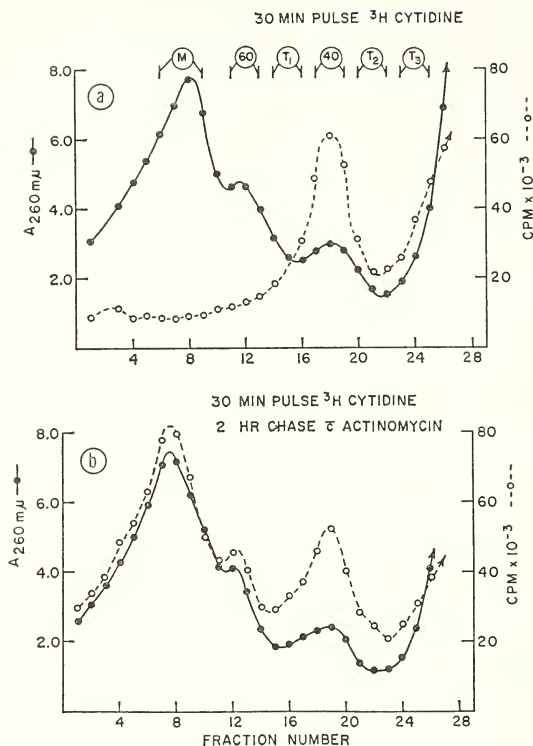 30 MIN PULSE ³H CYTIDINE
M 60 T₁ 40 T₂ T₃
a
8.0
6.0
4.0
2.0
A 260 mμ
80
60
40
20
CPM x 10⁻³
4 8 12 16 20 24 28
30 MIN PULSE ³H CYTIDINE
2 HR CHASE c̄ ACTINOMYCIN
b
8.0
6.0
4.0
2.0
A 260 mμ
80
60
40
20
CPM x 10⁻³
4 8 12 16 20 24 28
FRACTION NUMBER